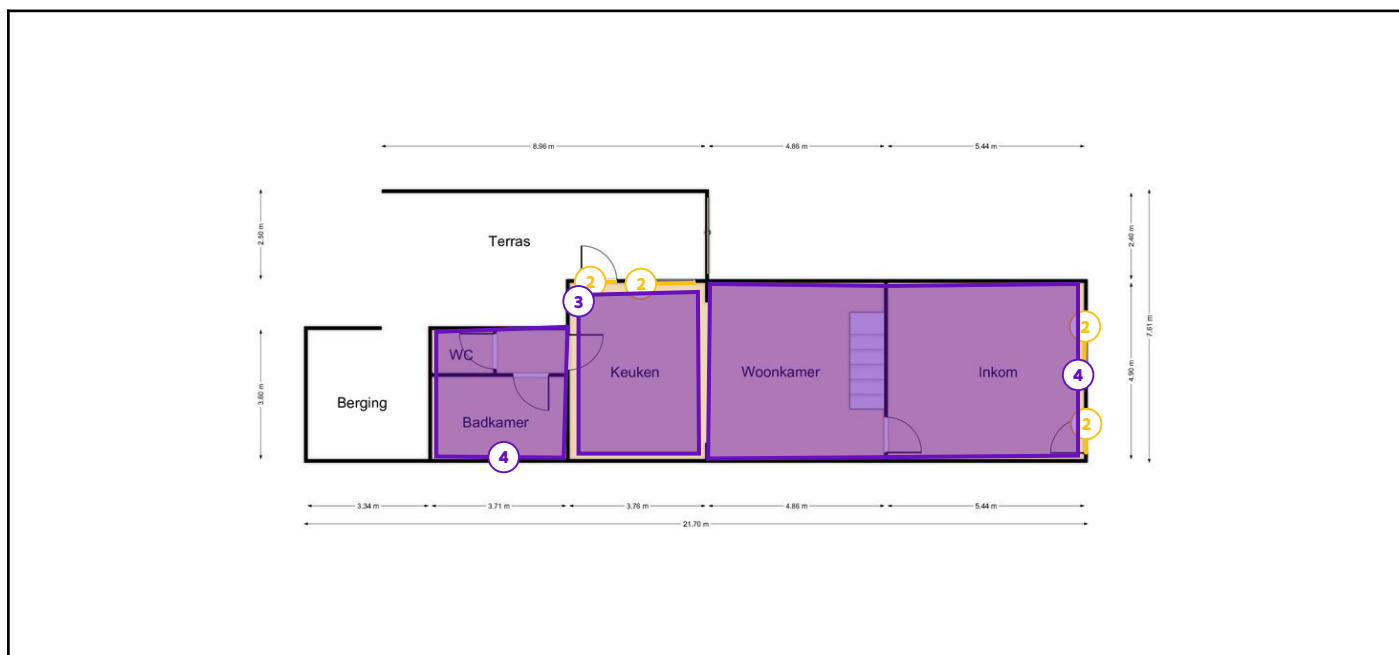 8.96 m
4.86 m
5.44 m
2.50 m
2.40 m
7.61 m
Terras
2
2
3
2
WC
Keuken
Woonkamer
Inkom
4
4.90 m
3.60 m
Berging
Badkamer
2
4
3.34 m
3.71 m
3.76 m
4.86 m
5.44 m
21.70 m